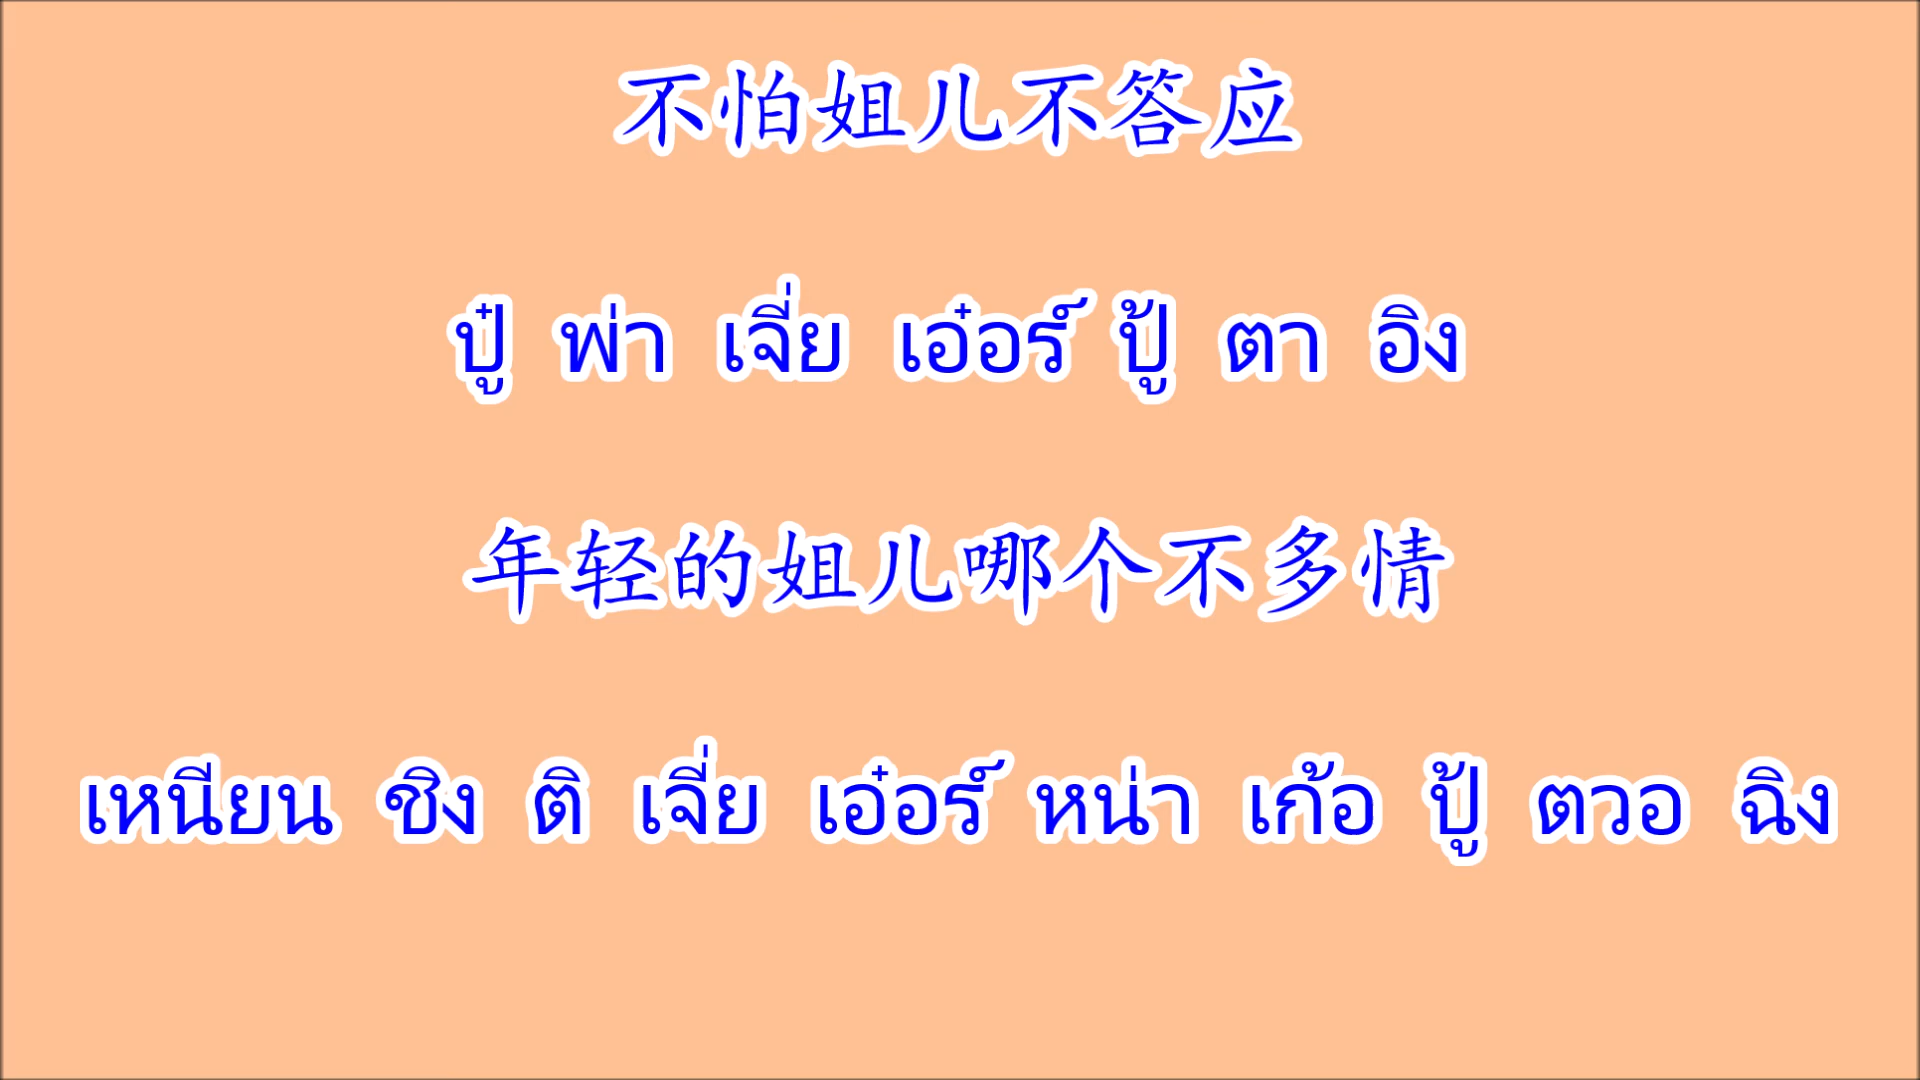 不怕姐儿不答应
ปู๋ พ่า เจี่ย เอ๋อร์ ปู้ ตา อิง
年轻的姐儿哪个不多情
เหนียน ชิง ติ เจี่ย เอ๋อร์ หน่า เก้อ ปู้ ตวอ ฉิง